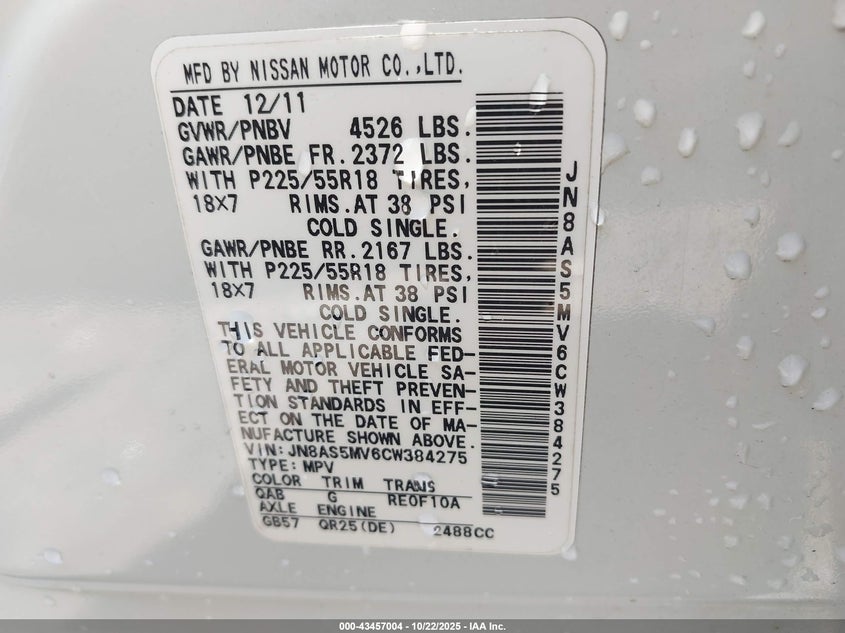 MFD BY NISSAN MOTOR CO.,LTD.
DATE 12/11
GVWR/PNBV 4526 LBS.
GAWR/PNBE FR.2372 LBS.
WITH P225/55R18 TIRES,
18X7 RIMS.AT 38 PSI
COLD SINGLE.
GAWR/PNBE RR.2167 LBS.
WITH P225/55R18 TIRES,
18X7 RIMS.AT 38 PSI
COLD SINGLE.
THIS VEHICLE CONFORMS
TO ALL APPLICABLE FED-
ERAL MOTOR VEHICLE SA-
FETY AND THEFT PREVEN-
TION STANDARDS IN EFF-
ECT ON THE DATE OF MA-
NUFACTURE SHOWN ABOVE.
VIN:JN8AS5MV6CW384275
TYPE:MPV
COLOR TRIM TRANS
QAB G RE0F10A
AXLE ENGINE
GB57 QR25(DE) 2488CC
JN8AS5MV6CW384275
000-43457004 | 10/22/2025 | IAA Inc.